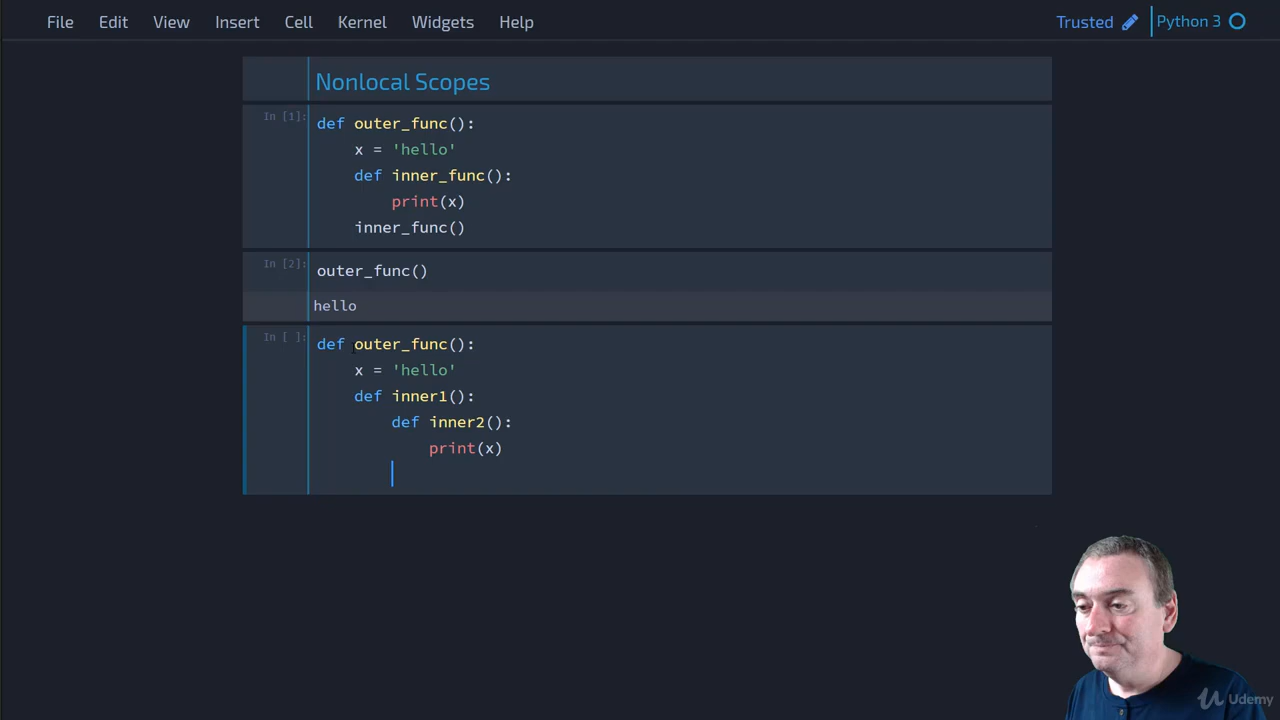 File Edit View Insert Cell Kernel Widgets Help Trusted Python 3
Nonlocal Scopes
In [1]:
def outer_func():
    x = 'hello'
    def inner_func():
        print(x)
    inner_func()
In [2]:
outer_func()
hello
In [ ]:
def outer_func():
    x = 'hello'
    def inner1():
        def inner2():
            print(x)
Udemy